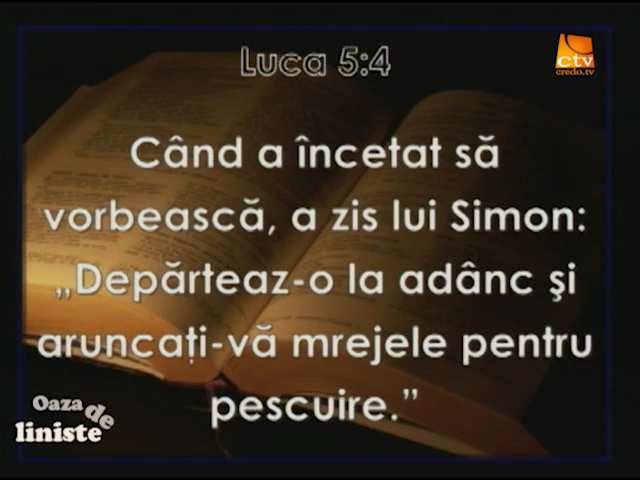 Luca 5:4
ctv
credo.tv
Când a încetat să
vorbească, a zis lui Simon:
„Depărteaz-o la adânc şi
aruncaţi-vă mrejele pentru
pescuire.”
Oaza
de
liniste